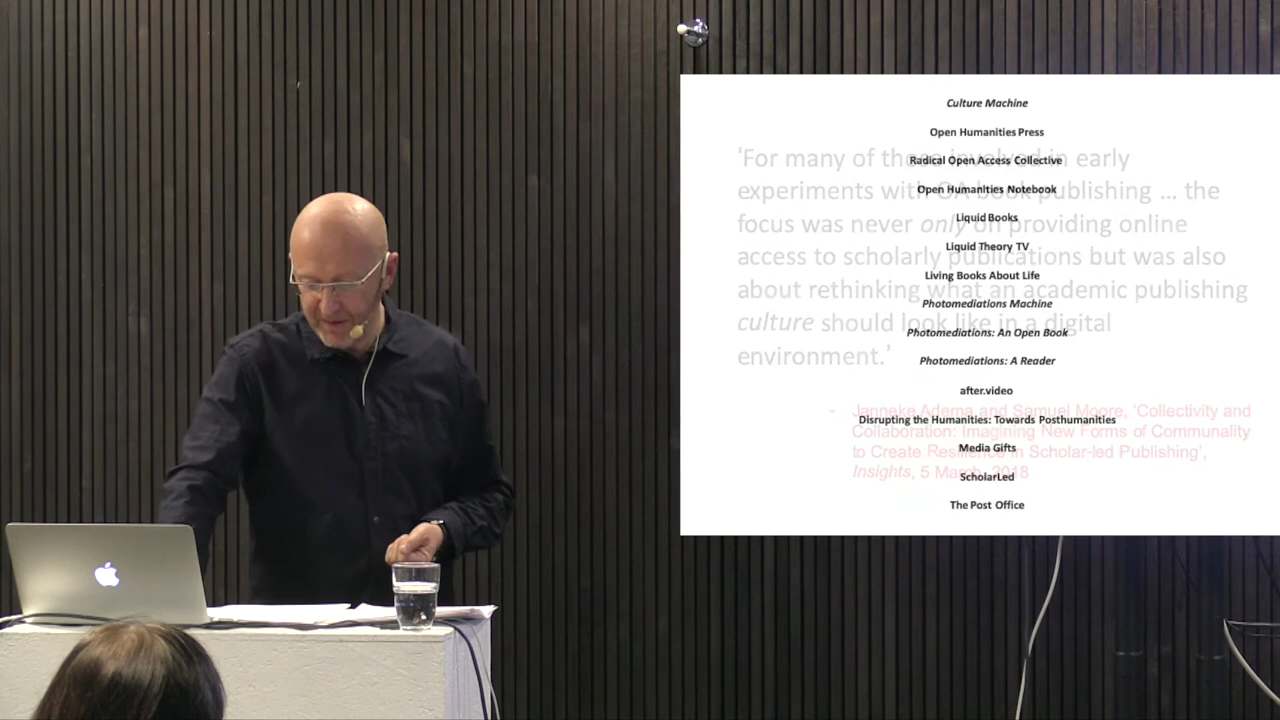 Culture Machine
Open Humanities Press
Radical Open Access Collective
Open Humanities Notebook
Liquid Books
Liquid Theory TV
Living Books About Life
Photomediations Machine
Photomediations: An Open Book
Photomediations: A Reader
after.video
Disrupting the Humanities: Towards Posthumanities
Media Gifts
ScholarLed
The Post Office
‘For many of those involved in early
experiments with OA book publishing ... the
focus was never only on providing online
access to scholarly publications but was also
about rethinking what an academic publishing
culture should look like in a digital
environment.’
- Janneke Adema and Samuel Moore, ‘Collectivity and
Collaboration: Imagining New Forms of Communality
to Create Resilience in Scholar-led Publishing’,
Insights, 5 March, 2018